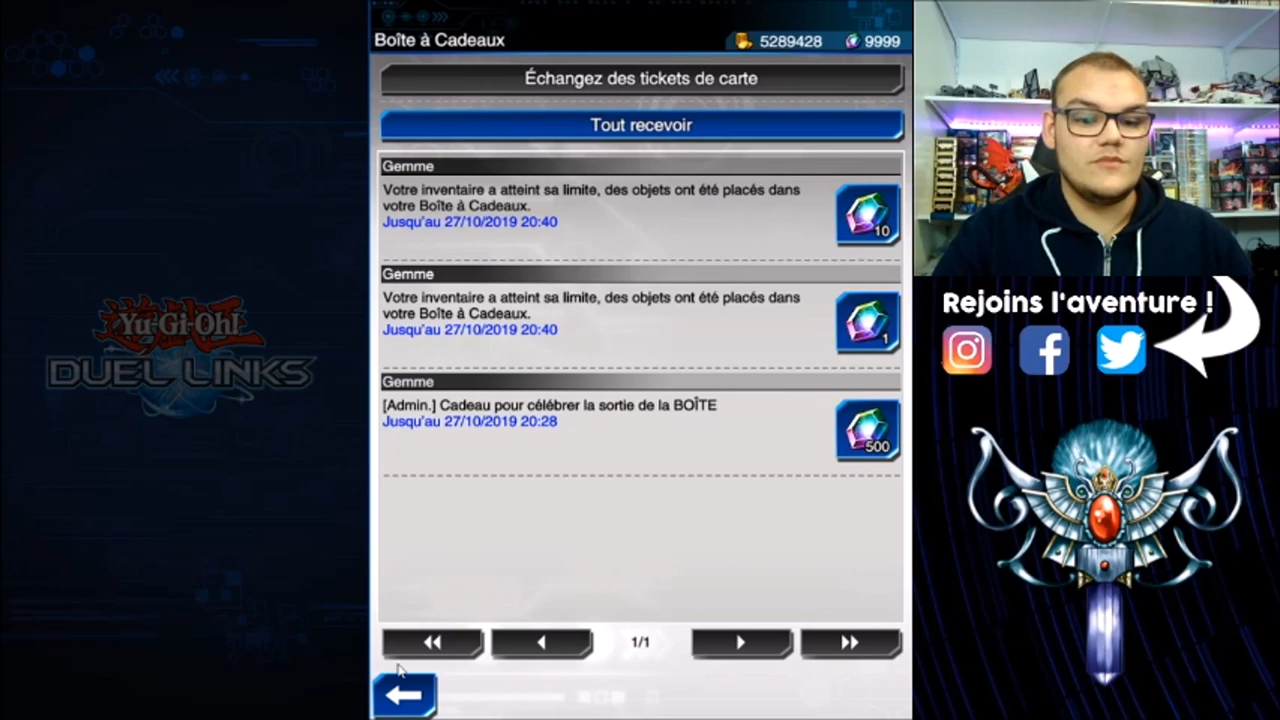 Boîte à Cadeaux
5289428
9999
Échangez des tickets de carte
Tout recevoir
Gemme
Votre inventaire a atteint sa limite, des objets ont été placés dans
votre Boîte à Cadeaux.
Jusqu'au 27/10/2019 20:40
10
Gemme
Votre inventaire a atteint sa limite, des objets ont été placés dans
votre Boîte à Cadeaux.
Jusqu'au 27/10/2019 20:40
1
Gemme
[Admin.] Cadeau pour célébrer la sortie de la BOÎTE
Jusqu'au 27/10/2019 20:28
500
1/1
Yu-Gi-Oh!
DUEL LINKS
Rejoins l'aventure !